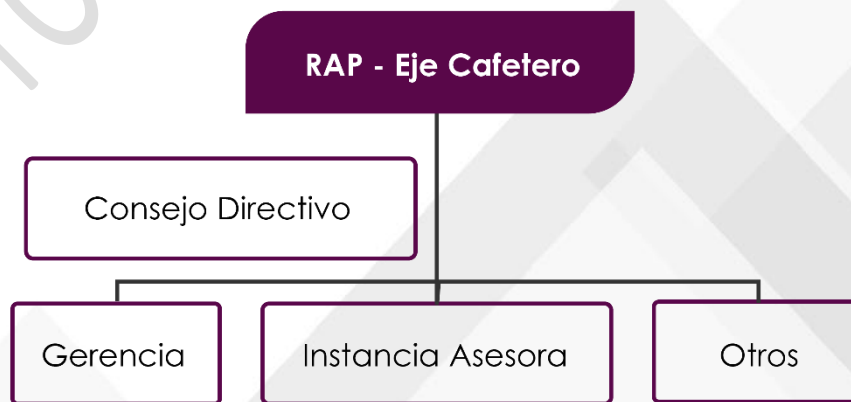 RAP - Eje Cafetero
Consejo Directivo
Gerencia
Instancia Asesora
Otros